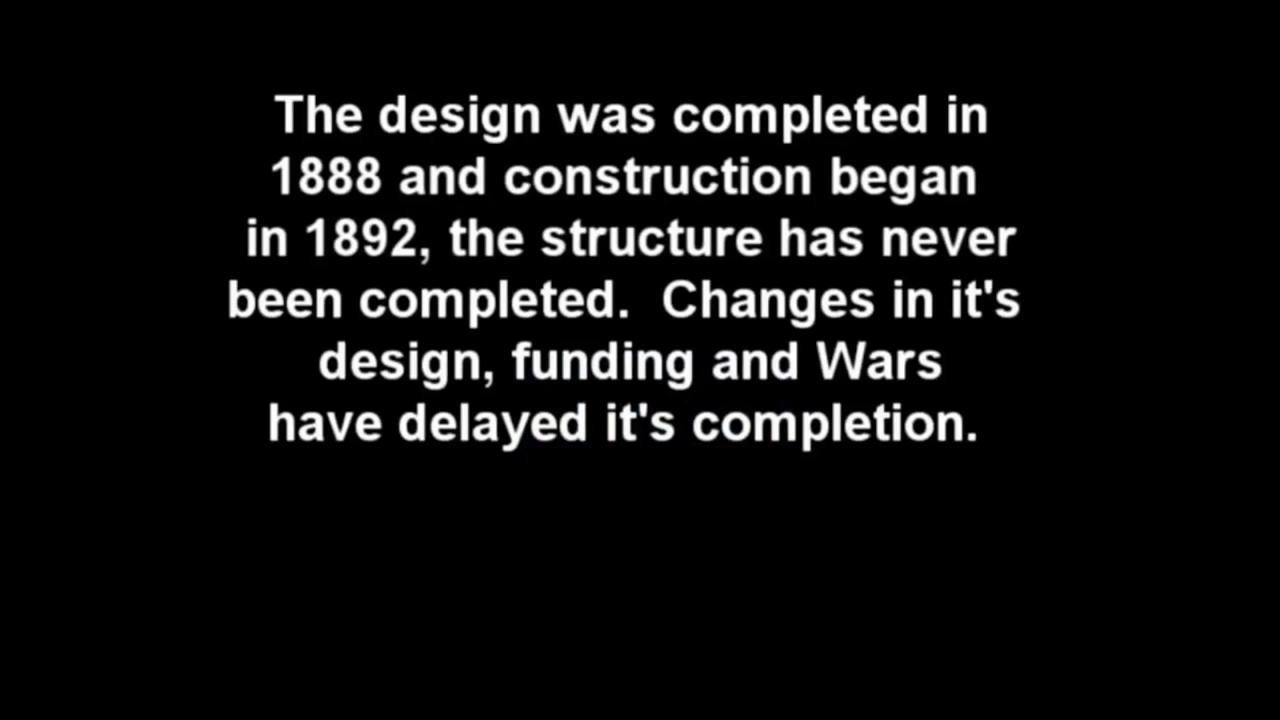 The design was completed in
1888 and construction began
in 1892, the structure has never
been completed.  Changes in it's
design, funding and Wars
have delayed it's completion.